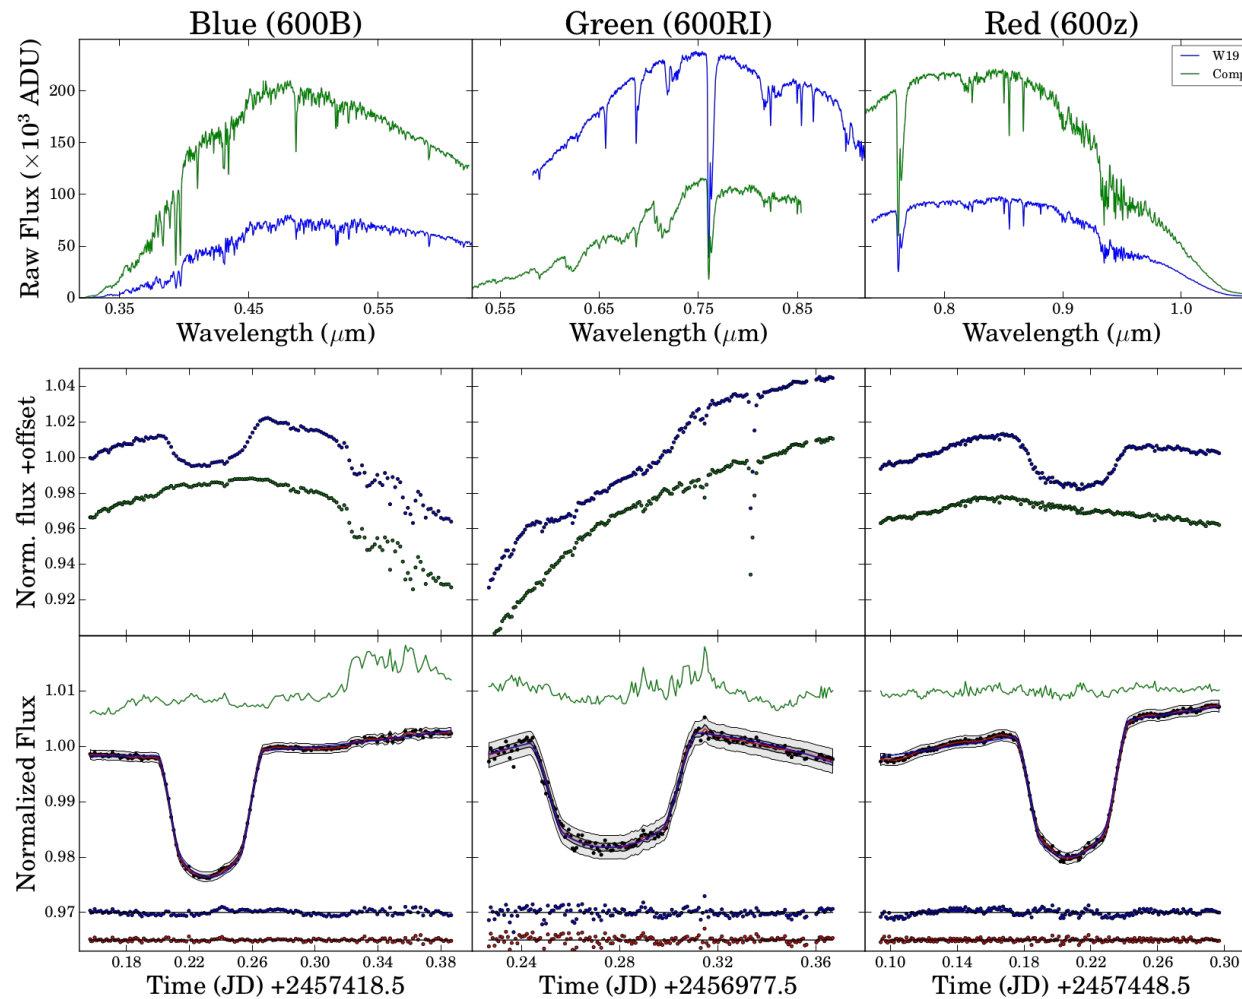 Blue (600B) Green (600RI) Red (600z)
Raw Flux (×10³ ADU)
200
150
100
50
0
W19
Comp
0.35 0.45 0.55 0.55 0.65 0.75 0.85 0.8 0.9 1.0
Wavelength (μm) Wavelength (μm) Wavelength (μm)
Norm. flux +offset
1.04
1.02
1.00
0.98
0.96
0.94
0.92
Normalized Flux
1.01
1.00
0.99
0.98
0.97
0.18 0.22 0.26 0.30 0.34 0.38 0.24 0.28 0.32 0.36 0.10 0.14 0.18 0.22 0.26 0.30
Time (JD) +2457418.5 Time (JD) +2456977.5 Time (JD) +2457448.5